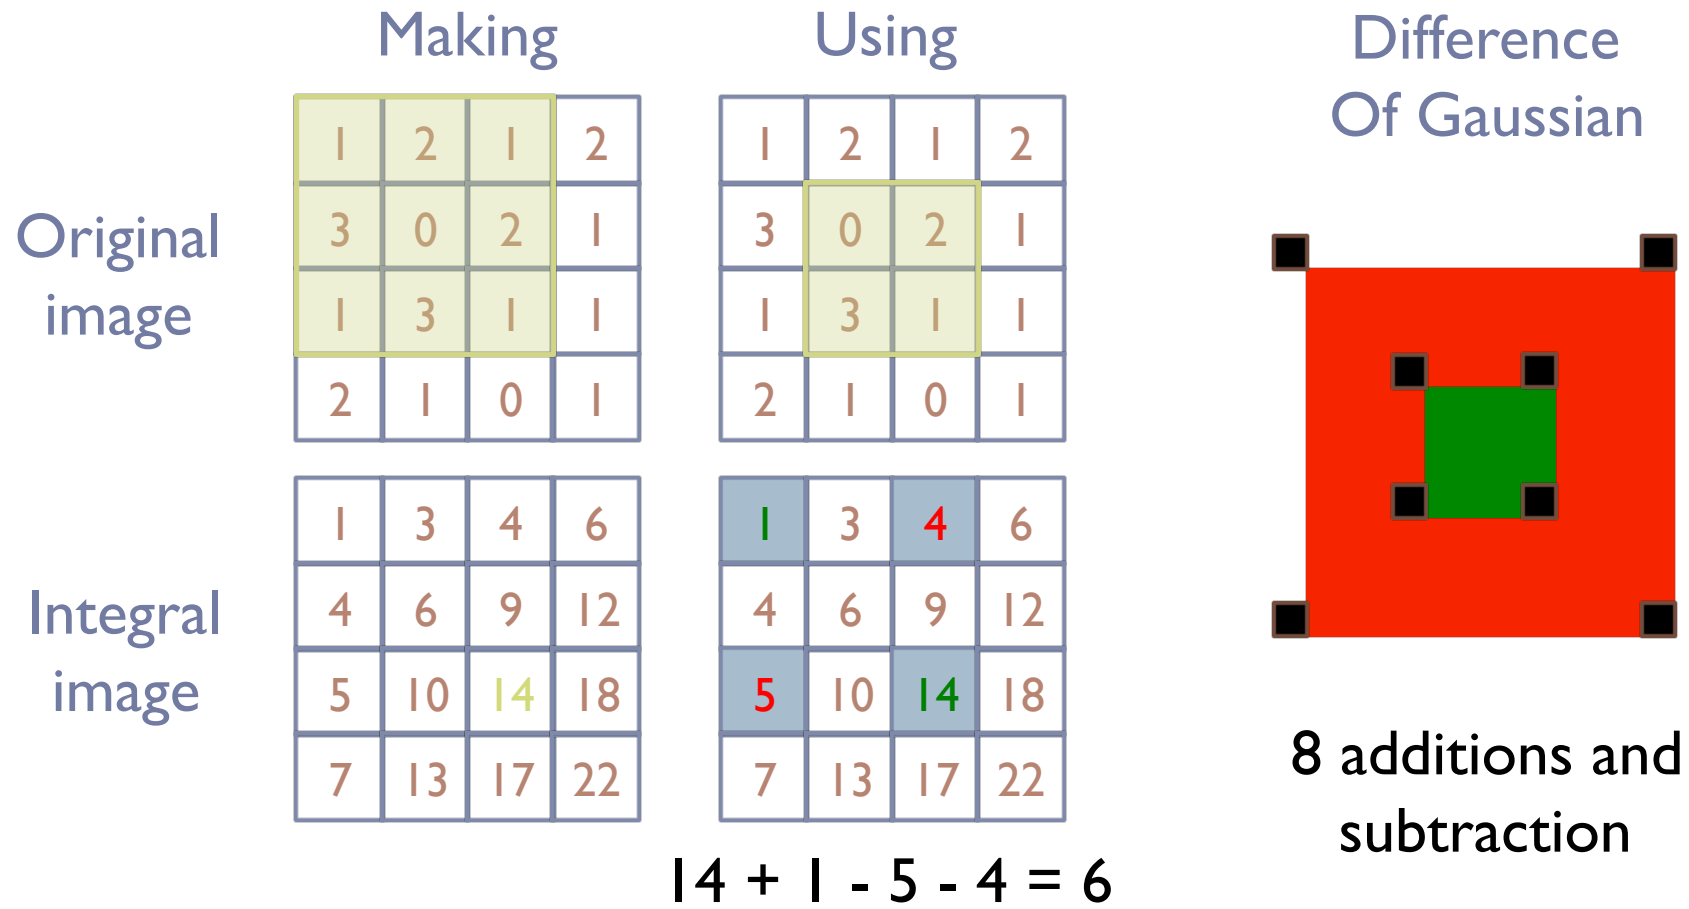 Making
Using
Difference
Of Gaussian
Original
image
1 2 1 2
3 0 2 1
1 3 1 1
2 1 0 1
1 2 1 2
3 0 2 1
1 3 1 1
2 1 0 1
Integral
image
1 3 4 6
4 6 9 12
5 10 14 18
7 13 17 22
1 3 4 6
4 6 9 12
5 10 14 18
7 13 17 22
14 + 1 - 5 - 4 = 6
8 additions and
subtraction